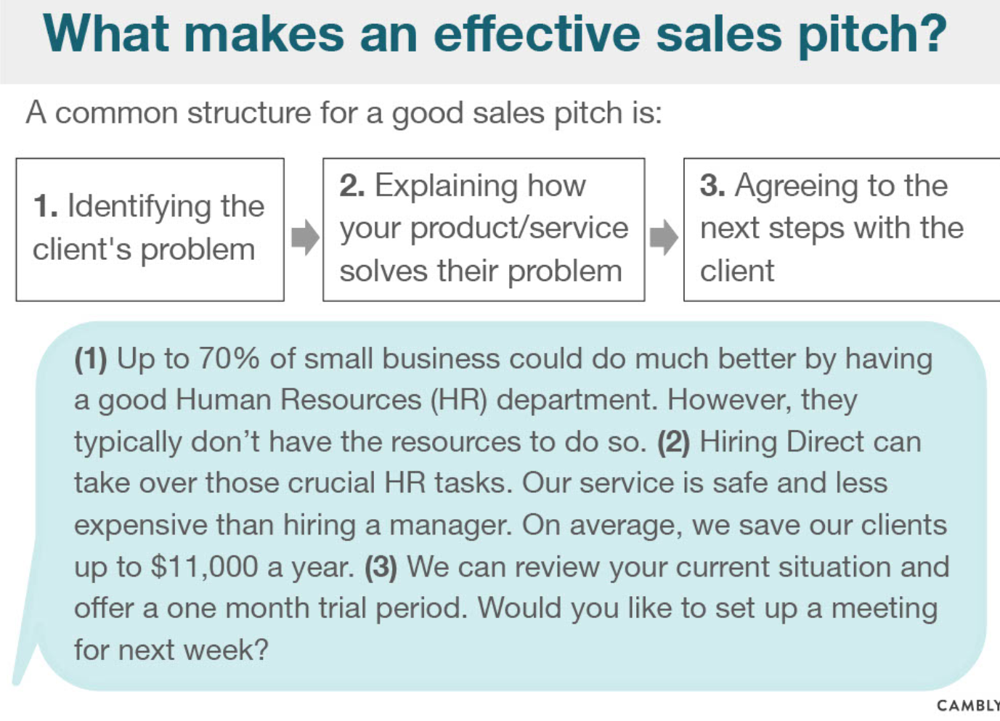 What makes an effective sales pitch?
A common structure for a good sales pitch is:
1. Identifying the
client's problem
2. Explaining how
your product/service
solves their problem
3. Agreeing to the
next steps with the
client
(1) Up to 70% of small business could do much better by having
a good Human Resources (HR) department. However, they
typically don’t have the resources to do so. (2) Hiring Direct can
take over those crucial HR tasks. Our service is safe and less
expensive than hiring a manager. On average, we save our clients
up to $11,000 a year. (3) We can review your current situation and
offer a one month trial period. Would you like to set up a meeting
for next week?
CAMBLY